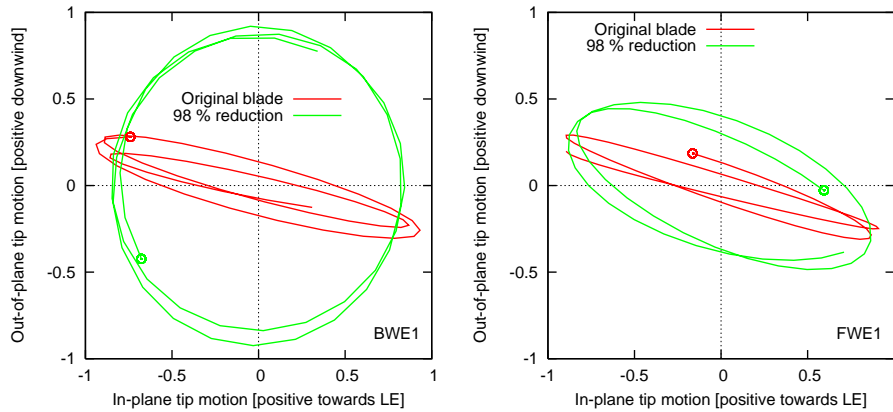 1
0.5
0
-0.5
-1
-1
-0.5
0
0.5
1
Out-of-plane tip motion [positive downwind]
In-plane tip motion [positive towards LE]
Original blade
98 % reduction
BWE1
1
0.5
0
-0.5
-1
-1
-0.5
0
0.5
Out-of-plane tip motion [positive downwind]
In-plane tip motion [positive towards LE]
Original blade
98 % reduction
FWE1